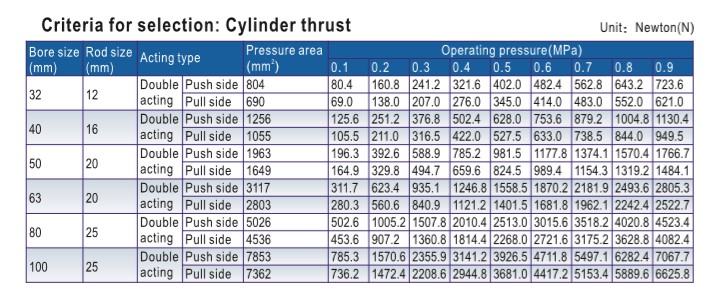 Criteria for selection: Cylinder thrust
Unit: Newton(N)
Bore size (mm) Rod size (mm) Acting type Pressure area (mm²) Operating pressure(MPa)
0.1 0.2 0.3 0.4 0.5 0.6 0.7 0.8 0.9
32 12 Double acting Push side 804 80.4 160.8 241.2 321.6 402.0 482.4 562.8 643.2 723.6
Pull side 690 69.0 138.0 207.0 276.0 345.0 414.0 483.0 552.0 621.0
40 16 Double acting Push side 1256 125.6 251.2 376.8 502.4 628.0 753.6 879.2 1004.8 1130.4
Pull side 1055 105.5 211.0 316.5 422.0 527.5 633.0 738.5 844.0 949.5
50 20 Double acting Push side 1963 196.3 392.6 588.9 785.2 981.5 1177.8 1374.1 1570.4 1766.7
Pull side 1649 164.9 329.8 494.7 659.6 824.5 989.4 1154.3 1319.2 1484.1
63 20 Double acting Push side 3117 311.7 623.4 935.1 1246.8 1558.5 1870.2 2181.9 2493.6 2805.3
Pull side 2803 280.3 560.6 840.9 1121.2 1401.5 1681.8 1962.1 2242.4 2522.7
80 25 Double acting Push side 5026 502.6 1005.2 1507.8 2010.4 2513.0 3015.6 3518.2 4020.8 4523.4
Pull side 4536 453.6 907.2 1360.8 1814.4 2268.0 2721.6 3175.2 3628.8 4082.4
100 25 Double acting Push side 7853 785.3 1570.6 2355.9 3141.2 3926.5 4711.8 5497.1 6282.4 7067.7
Pull side 7362 736.2 1472.4 2208.6 2944.8 3681.0 4417.2 5153.4 5889.6 6625.8